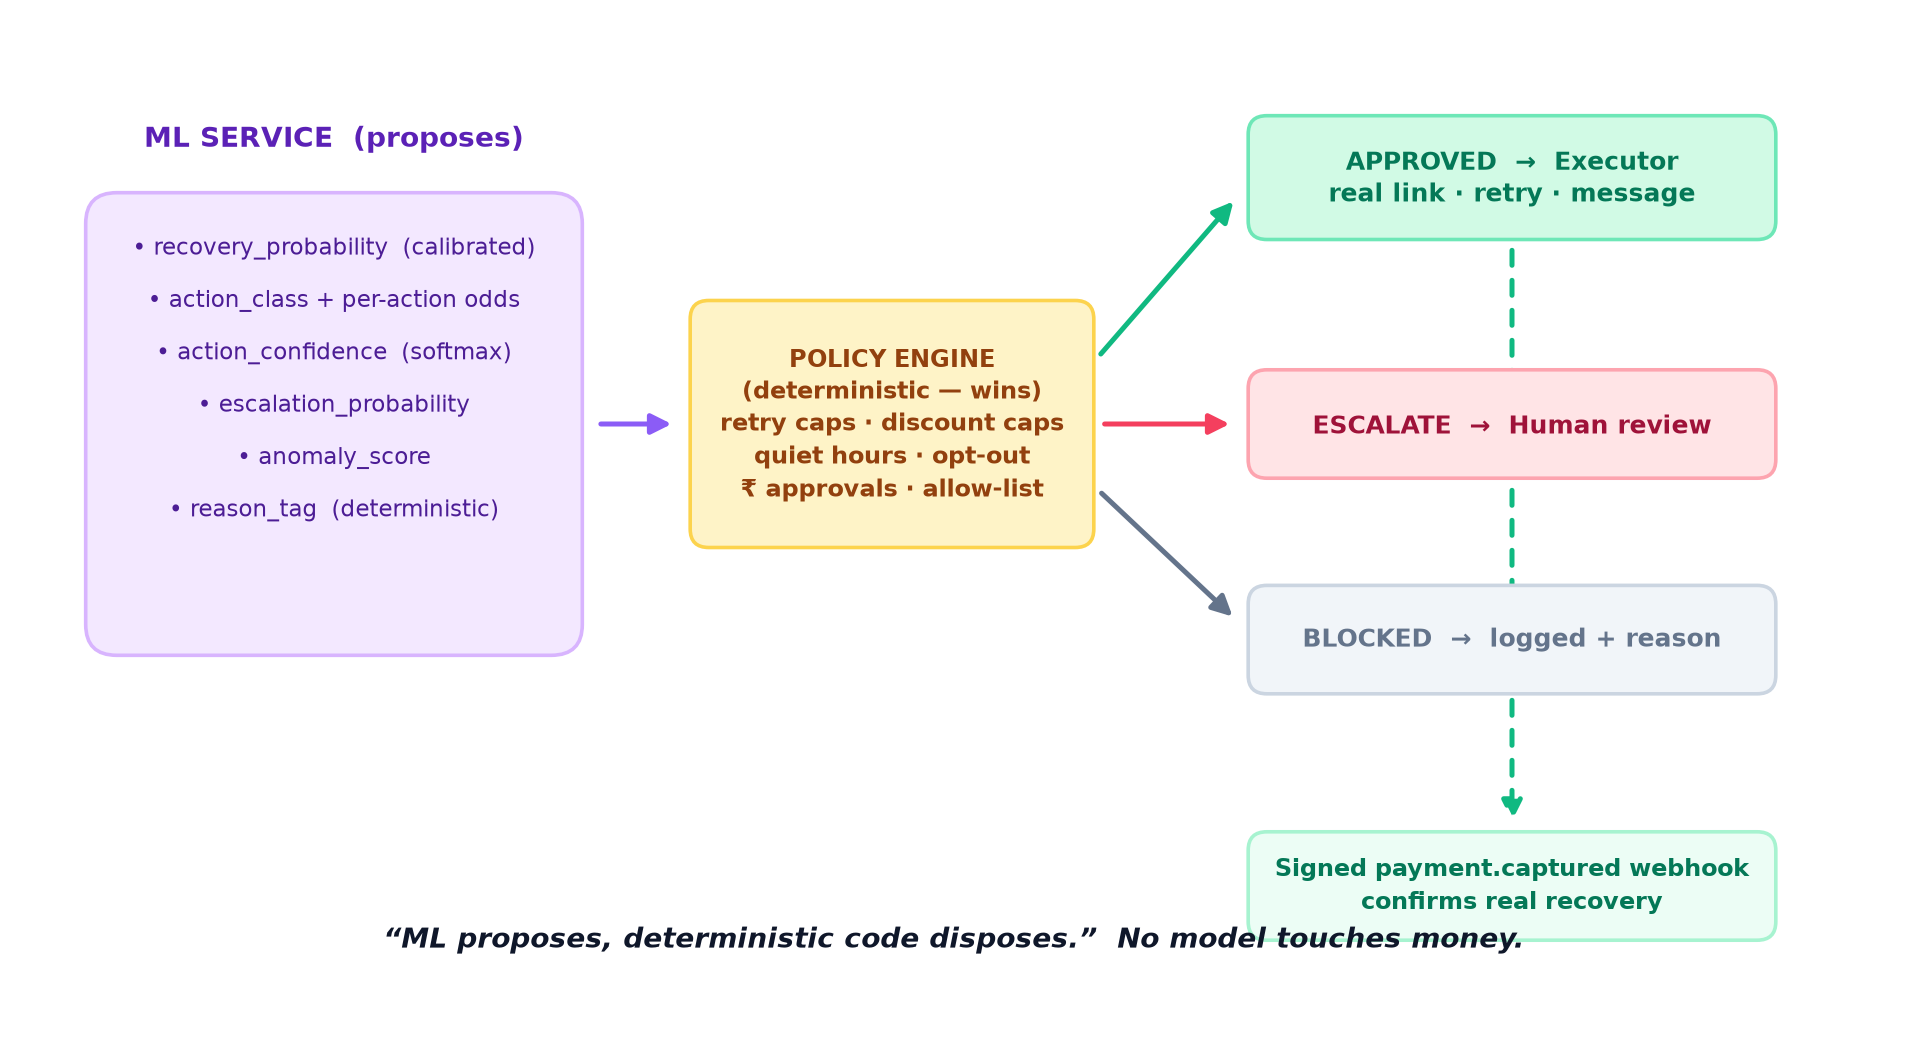 ML SERVICE (proposes)
• recovery_probability (calibrated)
• action_class + per-action odds
• action_confidence (softmax)
• escalation_probability
• anomaly_score
• reason_tag (deterministic)
POLICY ENGINE
(deterministic — wins)
retry caps · discount caps
quiet hours · opt-out
₹ approvals · allow-list
APPROVED → Executor
real link · retry · message
ESCALATE → Human review
BLOCKED → logged + reason
Signed payment.captured webhook
confirms real recovery
“ML proposes, deterministic code disposes.” No model touches money.